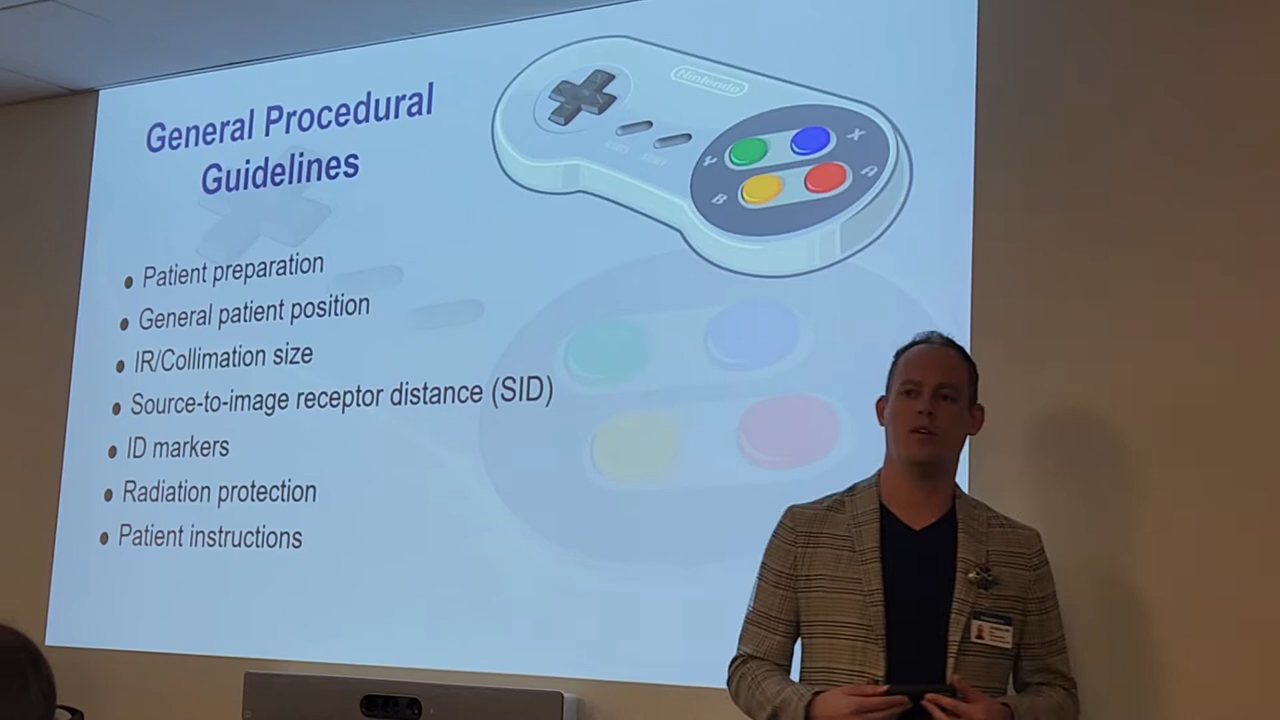 General Procedural
Guidelines
Patient preparation
General patient position
IR/Collimation size
Source-to-image receptor distance (SID)
ID markers
Radiation protection
Patient instructions
Nintendo
X
Y
A
B